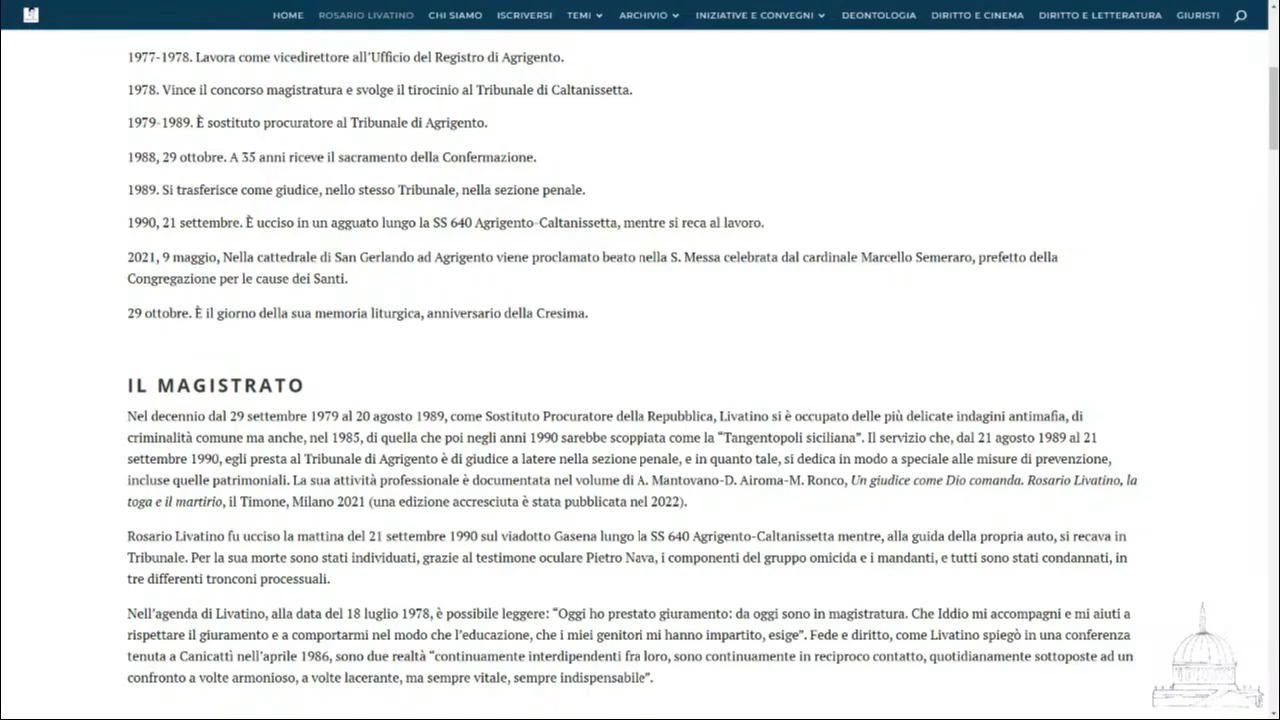 HOME ROSARIO LIVATINO CHI SIAMO ISCRIVERSI TEMI ARCHIVIO INIZIATIVE E CONVEGNI DEONTOLOGIA DIRITTO E CINEMA DIRITTO E LETTERATURA GIURISTI
1977-1978. Lavora come vicedirettore all’Ufficio del Registro di Agrigento.
1978. Vince il concorso magistratura e svolge il tirocinio al Tribunale di Caltanissetta.
1979-1989. È sostituto procuratore al Tribunale di Agrigento.
1988, 29 ottobre. A 35 anni riceve il sacramento della Confermazione.
1989. Si trasferisce come giudice, nello stesso Tribunale, nella sezione penale.
1990, 21 settembre. È ucciso in un agguato lungo la SS 640 Agrigento-Caltanissetta, mentre si reca al lavoro.
2021, 9 maggio, Nella cattedrale di San Gerlando ad Agrigento viene proclamato beato nella S. Messa celebrata dal cardinale Marcello Semeraro, prefetto della
Congregazione per le cause dei Santi.
29 ottobre. È il giorno della sua memoria liturgica, anniversario della Cresima.
IL MAGISTRATO
Nel decennio dal 29 settembre 1979 al 20 agosto 1989, come Sostituto Procuratore della Repubblica, Livatino si è occupato delle più delicate indagini antimafia, di
criminalità comune ma anche, nel 1985, di quella che poi negli anni 1990 sarebbe scoppiata come la “Tangentopoli siciliana”. Il servizio che, dal 21 agosto 1989 al 21
settembre 1990, egli presta al Tribunale di Agrigento è di giudice a latere nella sezione penale, e in quanto tale, si dedica in modo a speciale alle misure di prevenzione,
incluse quelle patrimoniali. La sua attività professionale è documentata nel volume di A. Mantovano-D. Airoma-M. Ronco, Un giudice come Dio comanda. Rosario Livatino, la
toga e il martirio, il Timone, Milano 2021 (una edizione accresciuta è stata pubblicata nel 2022).
Rosario Livatino fu ucciso la mattina del 21 settembre 1990 sul viadotto Gasena lungo la SS 640 Agrigento-Caltanissetta mentre, alla guida della propria auto, si recava in
Tribunale. Per la sua morte sono stati individuati, grazie al testimone oculare Pietro Nava, i componenti del gruppo omicida e i mandanti, e tutti sono stati condannati, in
tre differenti tronconi processuali.
Nell’agenda di Livatino, alla data del 18 luglio 1978, è possibile leggere: “Oggi ho prestato giuramento: da oggi sono in magistratura. Che Iddio mi accompagni e mi aiuti a
rispettare il giuramento e a comportarmi nel modo che l’educazione, che i miei genitori mi hanno impartito, esige”. Fede e diritto, come Livatino spiegò in una conferenza
tenuta a Canicattì nell’aprile 1986, sono due realtà “continuamente interdipendenti fra loro, sono continuamente in reciproco contatto, quotidianamente sottoposte ad un
confronto a volte armonioso, a volte lacerante, ma sempre vitale, sempre indispensabile”.